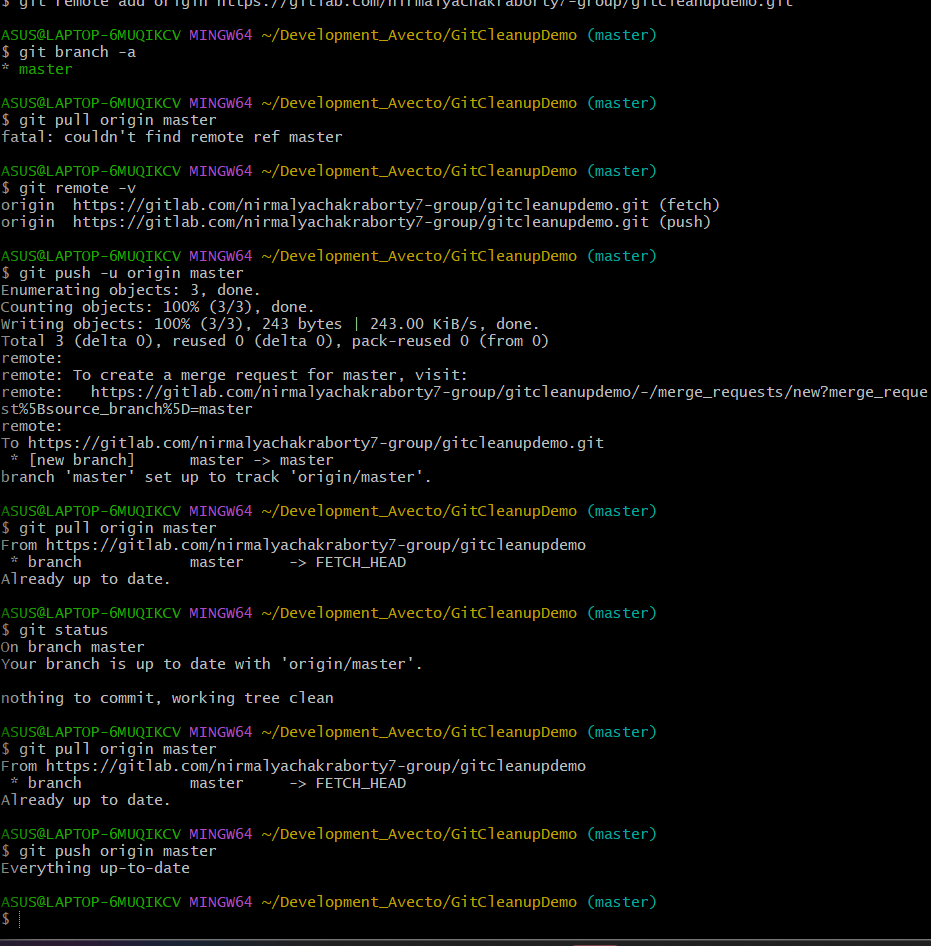 $ git remote add origin https://gitlab.com/nirmalyachakraborty7-group/gitcleanupdemo.git
ASUS@LAPTOP-6MUQIKCV MINGW64 ~/Development_Avecto/GitCleanupDemo (master)
$ git branch -a
* master
ASUS@LAPTOP-6MUQIKCV MINGW64 ~/Development_Avecto/GitCleanupDemo (master)
$ git pull origin master
fatal: couldn't find remote ref master
ASUS@LAPTOP-6MUQIKCV MINGW64 ~/Development_Avecto/GitCleanupDemo (master)
$ git remote -v
origin  https://gitlab.com/nirmalyachakraborty7-group/gitcleanupdemo.git (fetch)
origin  https://gitlab.com/nirmalyachakraborty7-group/gitcleanupdemo.git (push)
ASUS@LAPTOP-6MUQIKCV MINGW64 ~/Development_Avecto/GitCleanupDemo (master)
$ git push -u origin master
Enumerating objects: 3, done.
Counting objects: 100% (3/3), done.
Writing objects: 100% (3/3), 243 bytes | 243.00 KiB/s, done.
Total 3 (delta 0), reused 0 (delta 0), pack-reused 0 (from 0)
remote:
remote: To create a merge request for master, visit:
remote:   https://gitlab.com/nirmalyachakraborty7-group/gitcleanupdemo/-/merge_requests/new?merge_reque
st%5Bsource_branch%5D=master
remote:
To https://gitlab.com/nirmalyachakraborty7-group/gitcleanupdemo.git
 * [new branch]      master -> master
branch 'master' set up to track 'origin/master'.
ASUS@LAPTOP-6MUQIKCV MINGW64 ~/Development_Avecto/GitCleanupDemo (master)
$ git pull origin master
From https://gitlab.com/nirmalyachakraborty7-group/gitcleanupdemo
 * branch            master     -> FETCH_HEAD
Already up to date.
ASUS@LAPTOP-6MUQIKCV MINGW64 ~/Development_Avecto/GitCleanupDemo (master)
$ git status
On branch master
Your branch is up to date with 'origin/master'.
nothing to commit, working tree clean
ASUS@LAPTOP-6MUQIKCV MINGW64 ~/Development_Avecto/GitCleanupDemo (master)
$ git pull origin master
From https://gitlab.com/nirmalyachakraborty7-group/gitcleanupdemo
 * branch            master     -> FETCH_HEAD
Already up to date.
ASUS@LAPTOP-6MUQIKCV MINGW64 ~/Development_Avecto/GitCleanupDemo (master)
$ git push origin master
Everything up-to-date
ASUS@LAPTOP-6MUQIKCV MINGW64 ~/Development_Avecto/GitCleanupDemo (master)
$